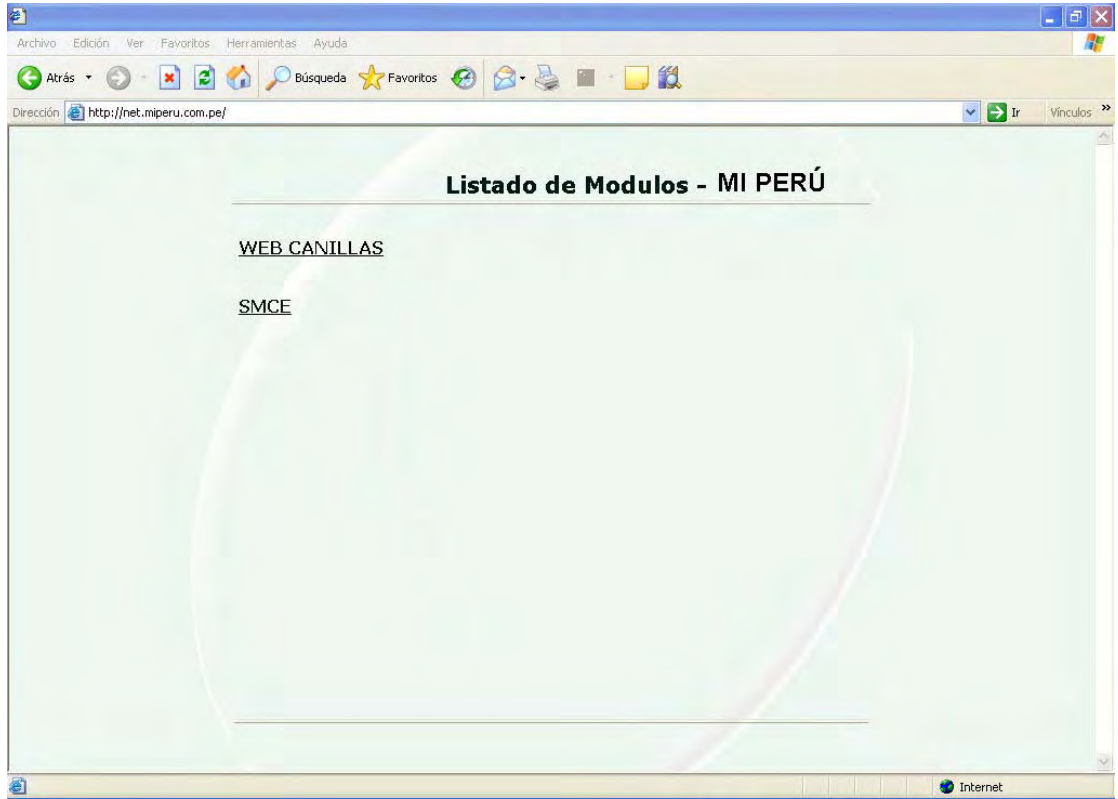 Archivo Edición Ver Favoritos Herramientas Ayuda
Atrás Búsqueda Favoritos
Dirección http://net.miperu.com.pe/ Ir Vínculos »
Listado de Modulos - MI PERÚ
WEB CANILLAS
SMCE
Internet